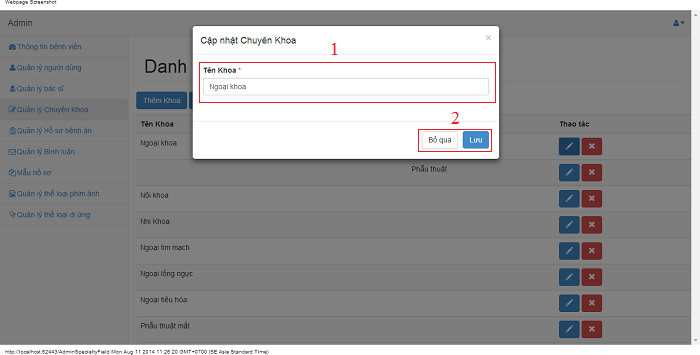 Webpage Screenshot
Admin
Cập nhật Chuyên Khoa
×
1
Thông tin bệnh viện
Quản lý người dùng
Quản lý bác sĩ
Quản lý Chuyên Khoa
Quản lý Hồ sơ bệnh án
Quản lý Bình luận
Mẫu hồ sơ
Quản lý thể loại phim ảnh
Quản lý thể loại dị ứng
Danh
Tên Khoa *
Ngoại khoa
Thêm Khoa
2
Bỏ qua
Lưu
Tên Khoa
Thao tác
Ngoại khoa
Phẫu thuật
Nội khoa
Nhi Khoa
Ngoại tim mạch
Ngoại lồng ngực
Ngoại tiêu hóa
Phẫu thuật mắt
http://localhost:52443/AdminSpecialtyField Mon Aug 11 2014 11:26:20 GMT+0700 (SE Asia Standard Time)